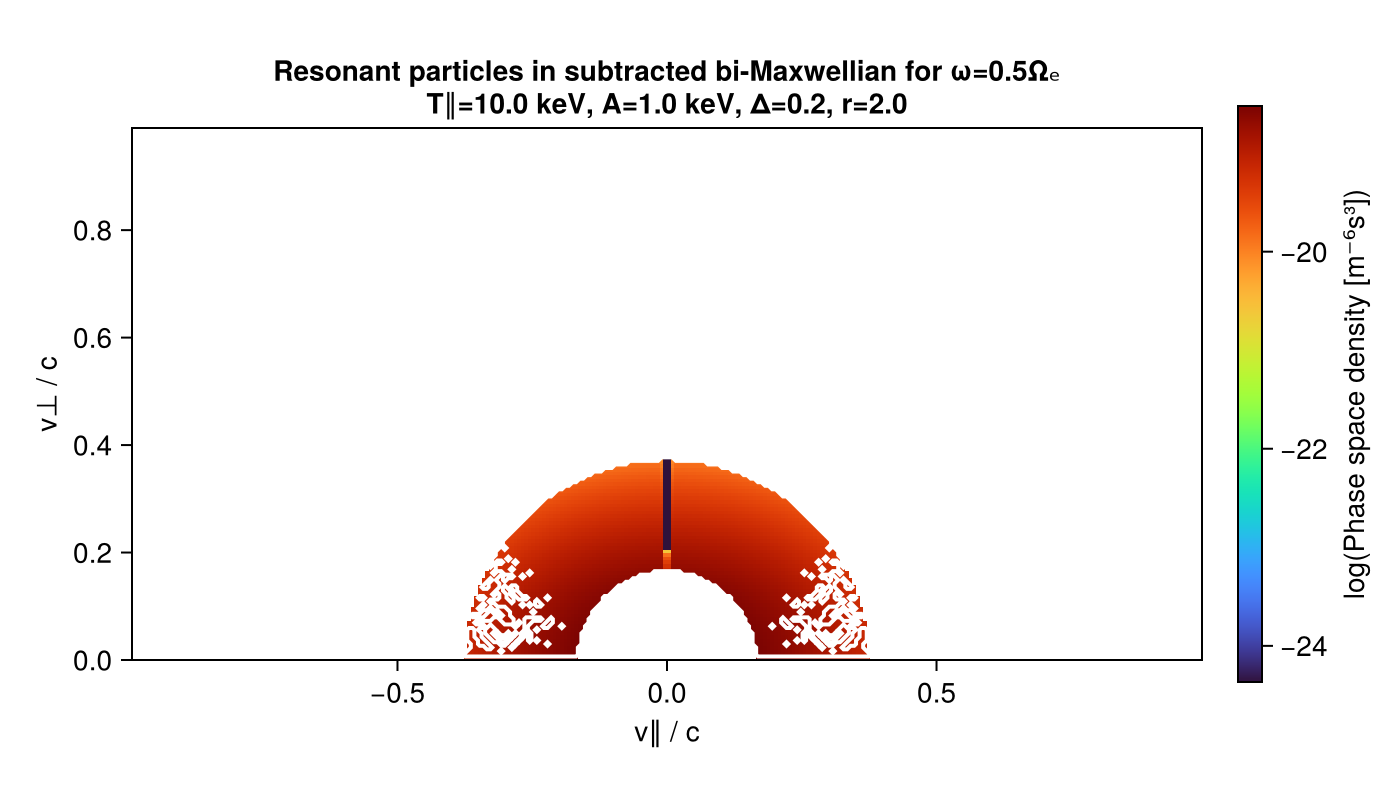 Resonant particles in subtracted bi-Maxwellian for ω=0.5Ωₑ
T∥=10.0 keV, A=1.0 keV, Δ=0.2, r=2.0
0.8
0.6
0.4
0.2
0.0
v⊥ / c
−0.5
0.0
0.5
v∥ / c
−20
−22
−24
log(Phase space density [m⁻⁶s³])